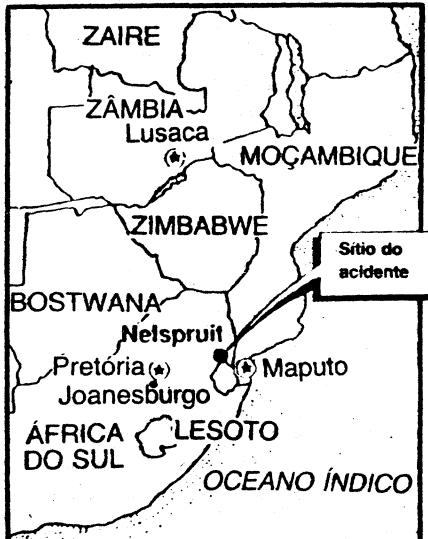 ZAIRE
ZÂMBIA
Lusaca
MOÇAMBIQUE
ZIMBABWE
Sítio do
acidente
BOSTWANA
Nelspruit
Pretória
Maputo
Joanesburgo
ÁFRICA
DO SUL
LESOTO
OCEANO ÍNDICO